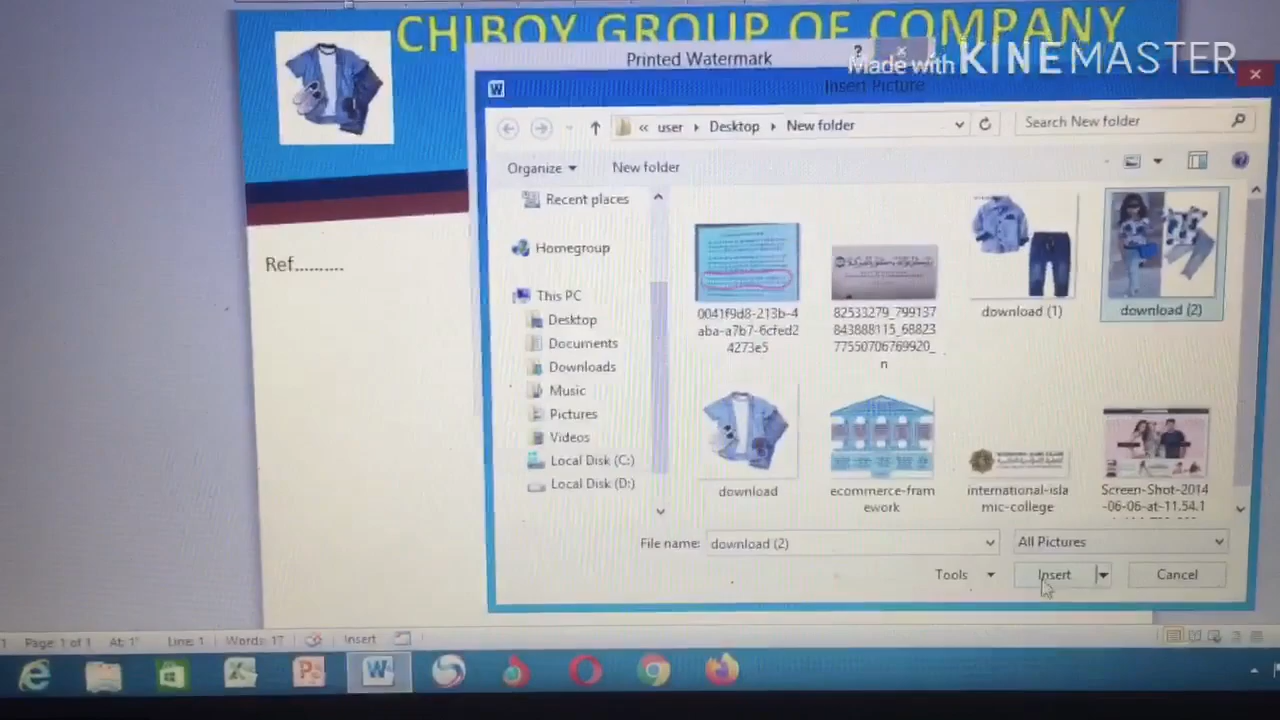 CHIBOY GROUP OF COMPANY
Printed Watermark
?
Made with KINEMASTER
Insert Picture
« user Desktop New folder
Search New folder
Organize New folder
Recent places
Homegroup
This PC
Desktop
Documents
Downloads
Music
Pictures
Videos
Local Disk (C:)
Local Disk (D:)
Ref..........
0041f9d8-213b-4
aba-a7b7-6cfed2
4273e5
82533279_799137
843888115_68823
77550706769920_
n
download (1)
download (2)
download
ecommerce-fram
ework
international-isla
mic-college
Screen-Shot-2014
-06-06-at-11.54.1
File name: download (2)
All Pictures
Tools Insert Cancel
Page: 1 of 1 At: 1" Line: 1 Words: 17 Insert